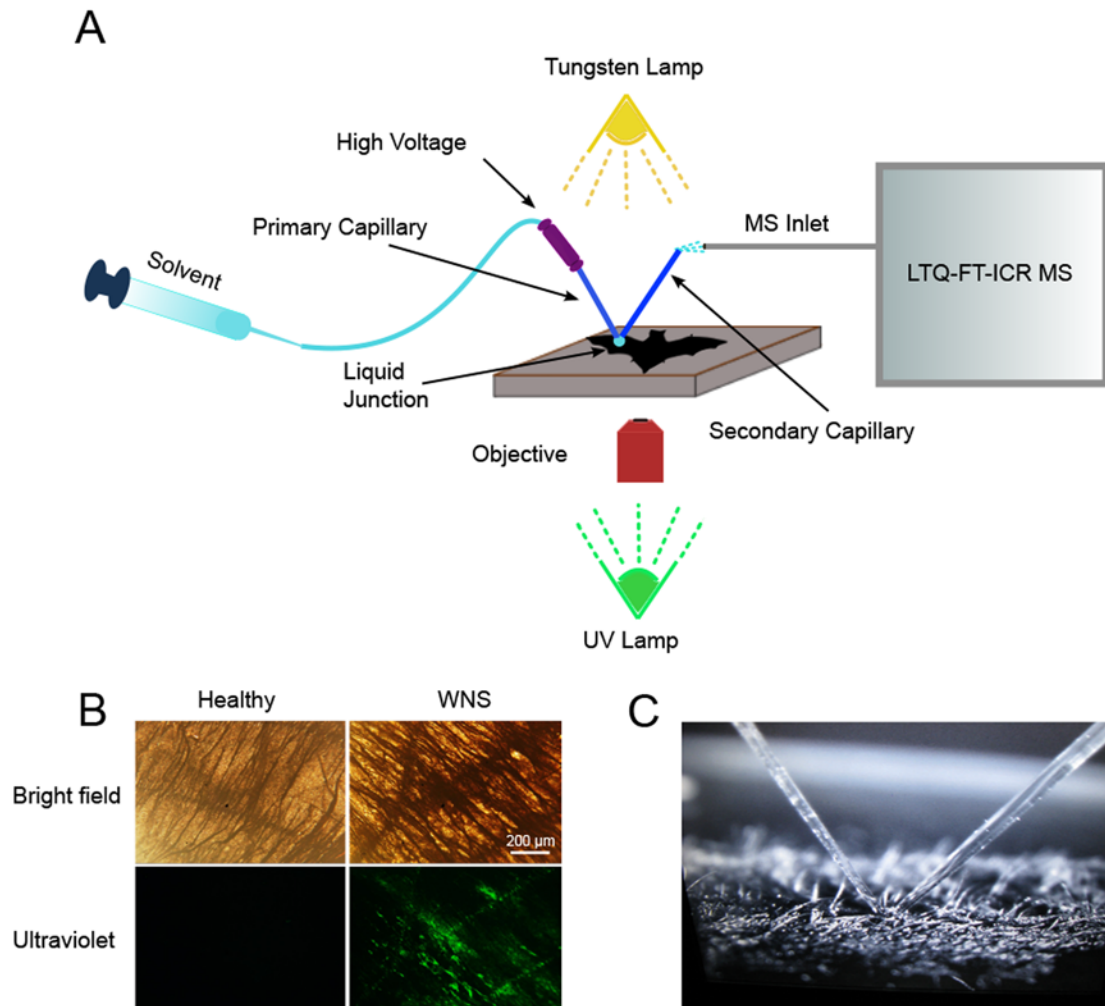 A
Tungsten Lamp
High Voltage
Primary Capillary
MS Inlet
Solvent
LTQ-FT-ICR MS
Liquid
Junction
Secondary Capillary
Objective
UV Lamp
B
Healthy
WNS
C
Bright field
200 µm
Ultraviolet